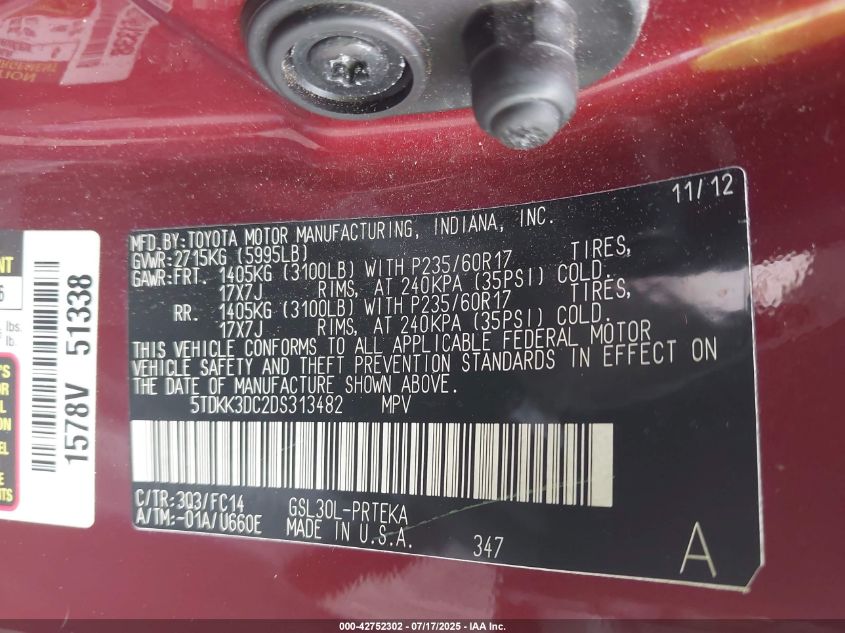 11/12
MFD.BY:TOYOTA MOTOR MANUFACTURING, INDIANA, INC.
GVWR:2715KG (5995LB)
GAWR:FRT. 1405KG (3100LB) WITH P235/60R17 TIRES,
17X7J RIMS, AT 240KPA (35PSI) COLD.
RR. 1405KG (3100LB) WITH P235/60R17 TIRES,
17X7J RIMS, AT 240KPA (35PSI) COLD.
THIS VEHICLE CONFORMS TO ALL APPLICABLE FEDERAL MOTOR
VEHICLE SAFETY AND THEFT PREVENTION STANDARDS IN EFFECT ON
THE DATE OF MANUFACTURE SHOWN ABOVE.
5TDKK3DC2DS313482 MPV
C/TR:3Q3/FC14 GSL30L-PRTEKA
A/TM:-01A/U660E MADE IN U.S.A.
347
A
1578V 51338
lbs.
lb.
000-42752302 - 07/17/2025 - IAA Inc.